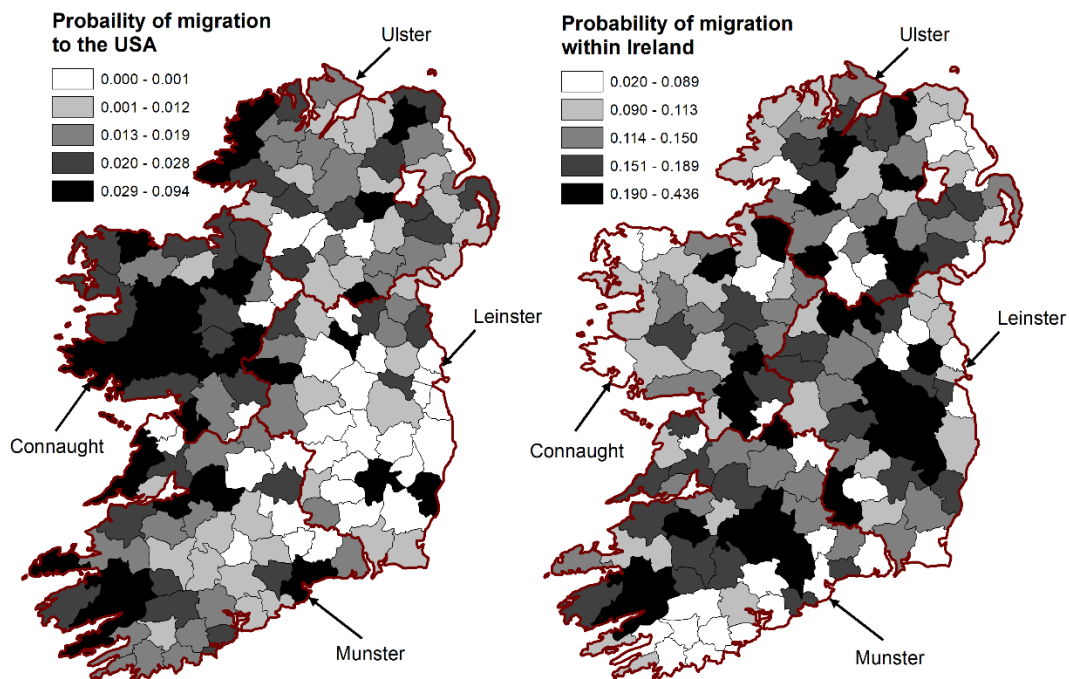 Probaility of migration
to the USA
0.000 - 0.001
0.001 - 0.012
0.013 - 0.019
0.020 - 0.028
0.029 - 0.094
Ulster
Leinster
Connaught
Munster
Probability of migration
within Ireland
0.020 - 0.089
0.090 - 0.113
0.114 - 0.150
0.151 - 0.189
0.190 - 0.436
Ulster
Leinster
Connaught
Munster